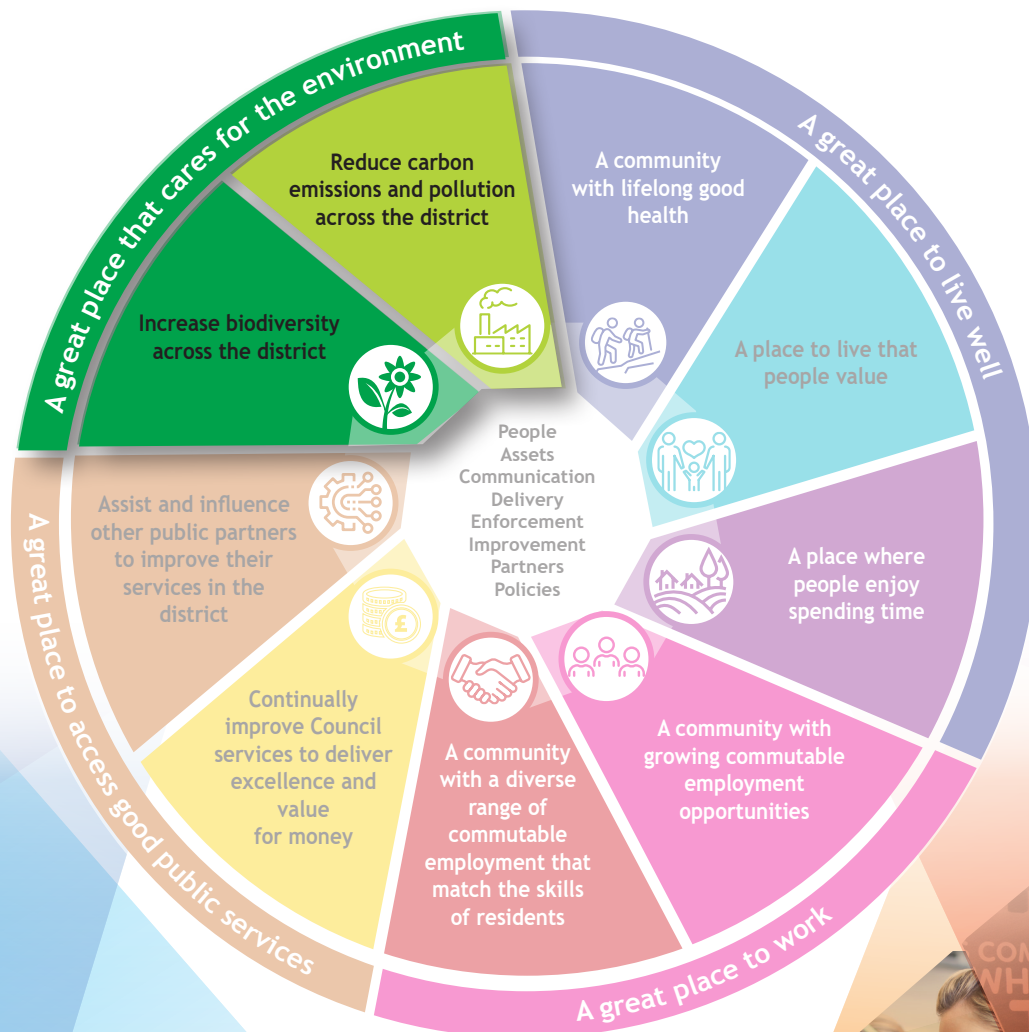 A great place that cares for the environment
Reduce carbon
emissions and pollution
across the district
Increase biodiversity
across the district
A great place to live well
A community
with lifelong good
health
A place to live that
people value
A place where
people enjoy
spending time
A great place to work
A community with
growing commutable
employment
opportunities
A community
with a diverse
range of
commutable
employment that
match the skills
of residents
A great place to access good public services
Continually
improve Council
services to deliver
excellence and
value
for money
£
Assist and influence
other public partners
to improve their
services in the
district
People
Assets
Communication
Delivery
Enforcement
Improvement
Partners
Policies